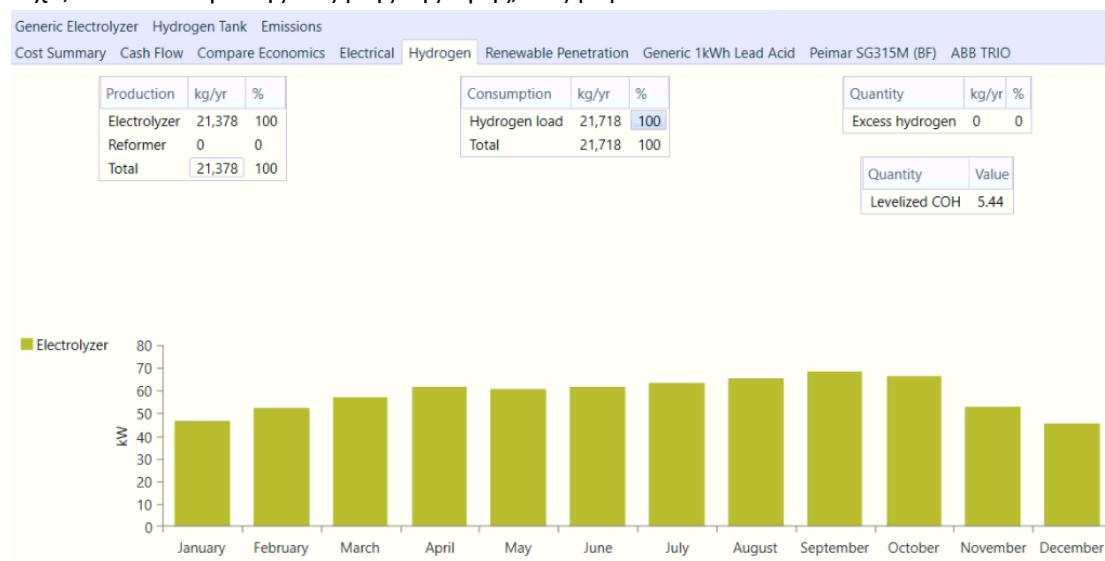 Generic Electrolyzer Hydrogen Tank Emissions
Cost Summary Cash Flow Compare Economics Electrical Hydrogen Renewable Penetration Generic 1kWh Lead Acid Peimar SG315M (BF) ABB TRIO
Production kg/yr %
Electrolyzer 21,378 100
Reformer 0 0
Total 21,378 100
Consumption kg/yr %
Hydrogen load 21,718 100
Total 21,718 100
Quantity kg/yr %
Excess hydrogen 0 0
Quantity Value
Levelized COH 5.44
Electrolyzer
kW
80
70
60
50
40
30
20
10
0
January February March April May June July August September October November December